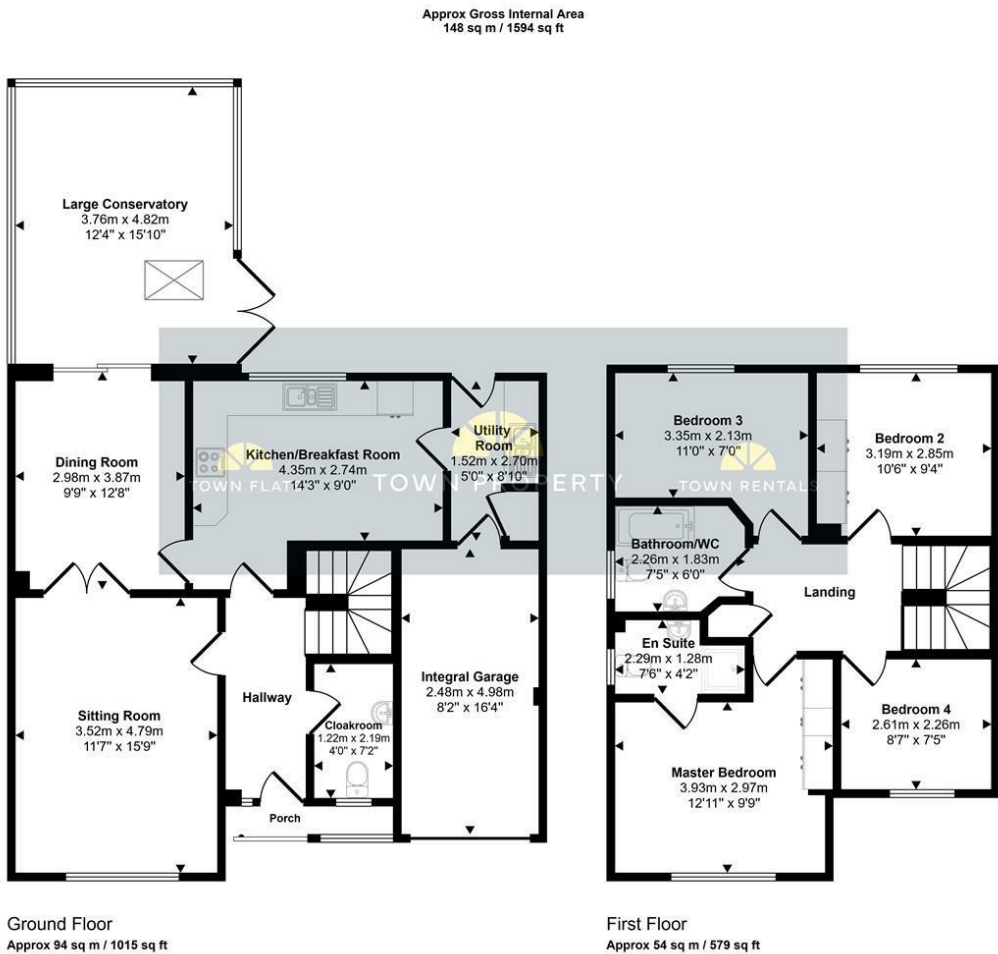 Approx Gross Internal Area
148 sq m / 1594 sq ft
Large Conservatory
3.76m x 4.82m
12'4" x 15'10"
Dining Room
2.98m x 3.87m
9'9" x 12'8"
Kitchen/Breakfast Room
4.35m x 2.74m
14'3" x 9'0"
Utility
Room
1.52m x 2.70m
5'0" x 8'10"
TOWN FLATS
TOWN PROPERTY
TOWN RENTALS
Sitting Room
3.52m x 4.79m
11'7" x 15'9"
Hallway
Cloakroom
1.22m x 2.19m
4'0" x 7'2"
Porch
Integral Garage
2.48m x 4.98m
8'2" x 16'4"
Bedroom 3
3.35m x 2.13m
11'0" x 7'0"
Bedroom 2
3.19m x 2.85m
10'6" x 9'4"
Bathroom/WC
2.26m x 1.83m
7'5" x 6'0"
Landing
En Suite
2.29m x 1.28m
7'6" x 4'2"
Master Bedroom
3.93m x 2.97m
12'11" x 9'9"
Bedroom 4
2.61m x 2.26m
8'7" x 7'5"
Ground Floor
Approx 94 sq m / 1015 sq ft
First Floor
Approx 54 sq m / 579 sq ft